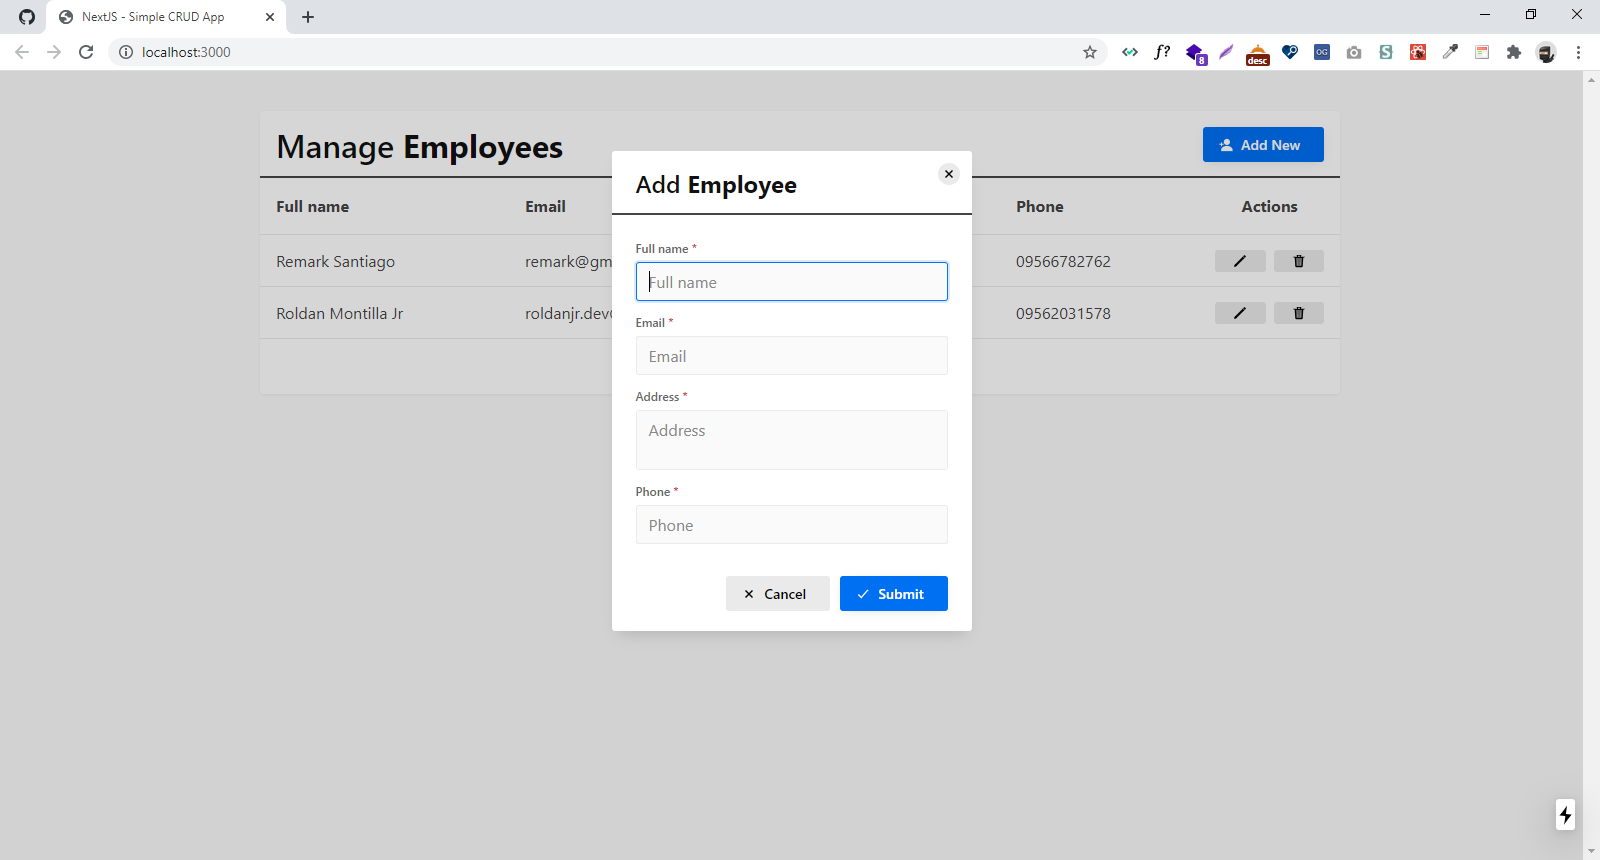 NextJS - Simple CRUD App
localhost:3000
f?
8
desc
OG
S
Manage Employees
Add New
Full name Email Phone Actions
Remark Santiago remark@gm 09566782762
Roldan Montilla Jr roldanjr.dev 09562031578
Add Employee
Full name *
Full name
Email *
Email
Address *
Address
Phone *
Phone
Cancel Submit